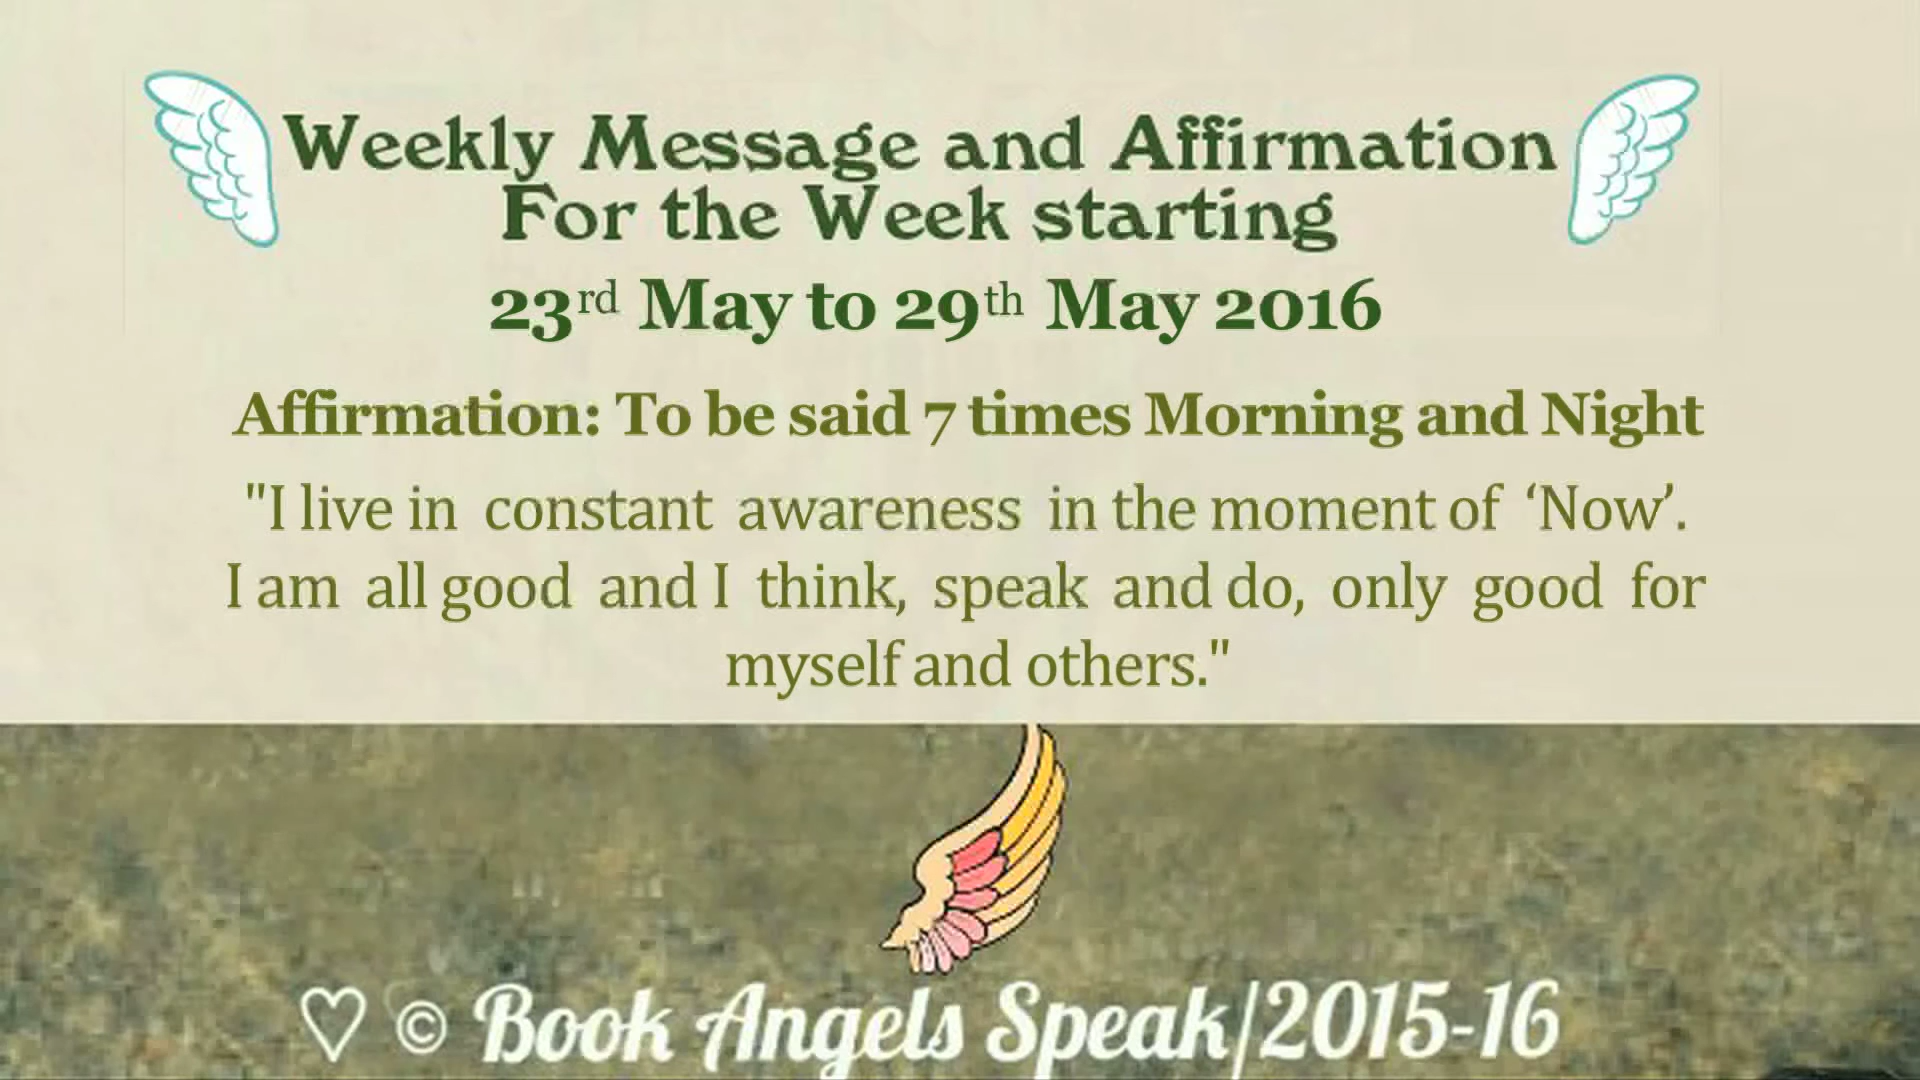 Weekly Message and Affirmation
For the Week starting
23rd May to 29th May 2016
Affirmation: To be said 7 times Morning and Night
"I live in constant awareness in the moment of ‘Now’.
I am all good and I think, speak and do, only good for
myself and others."
♡ © Book Angels Speak/2015-16